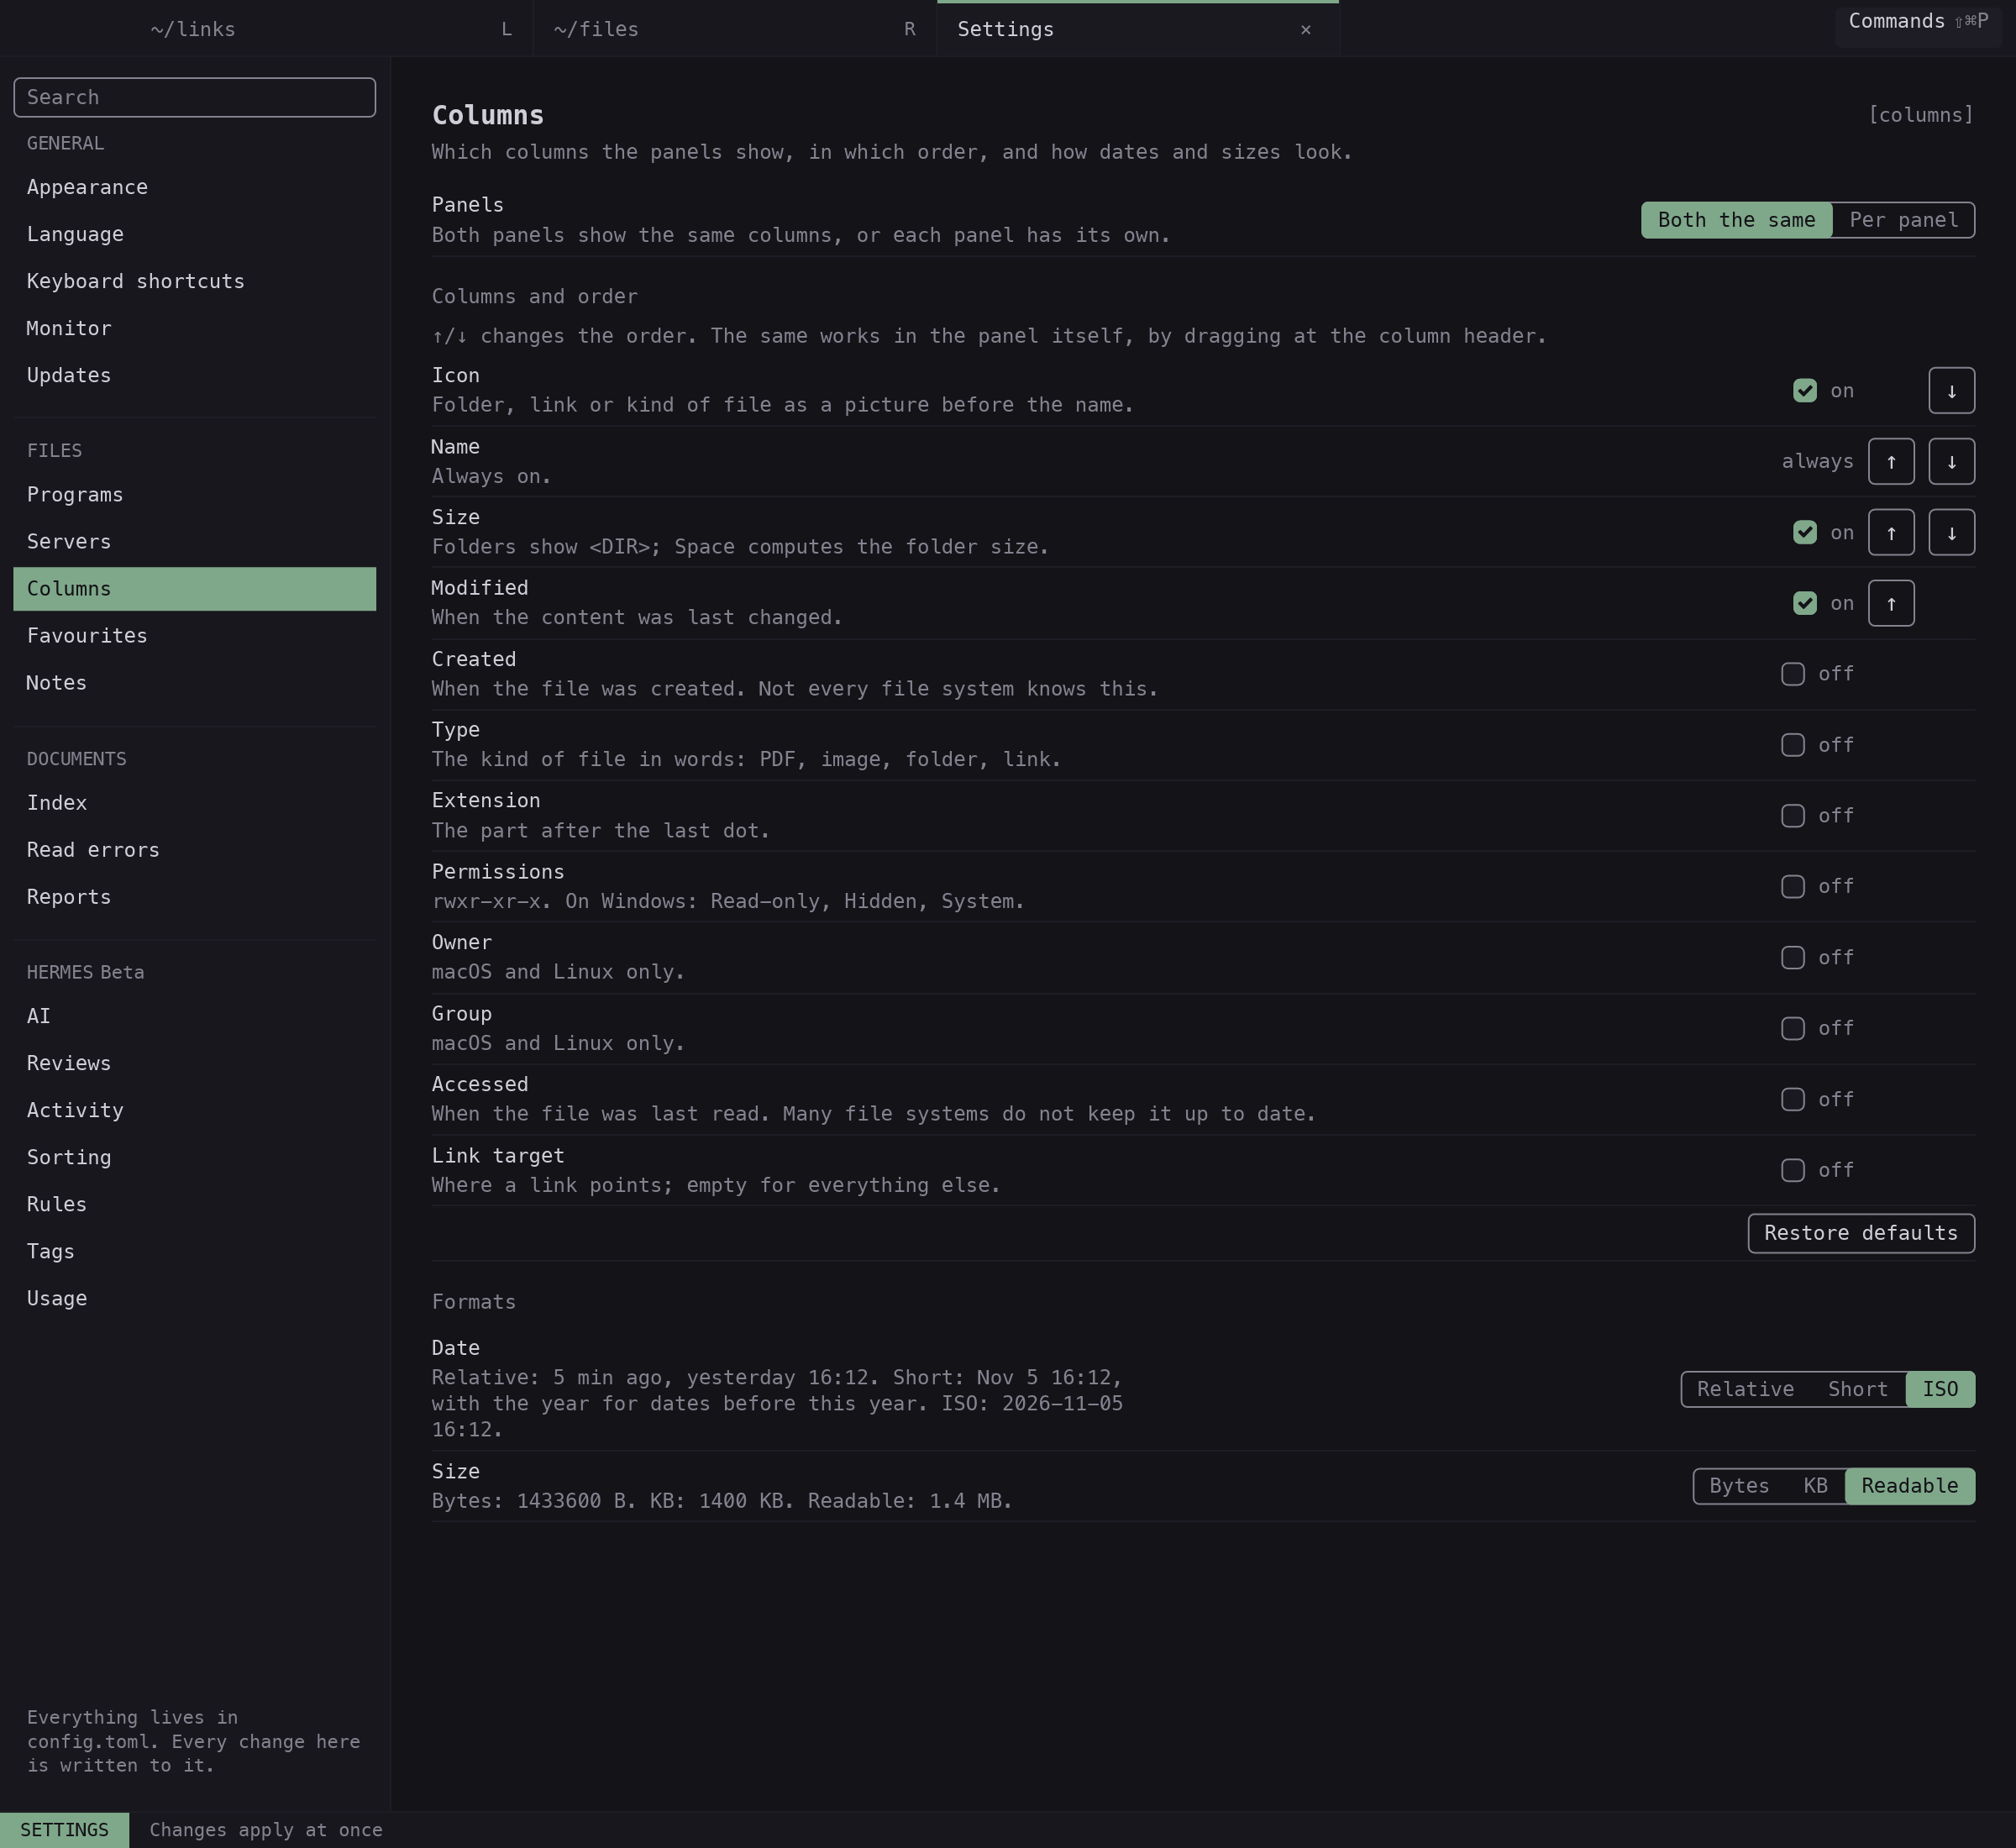 ~/links L ~/files R Settings × Commands ⇧⌘P
Search
GENERAL
Appearance
Language
Keyboard shortcuts
Monitor
Updates
FILES
Programs
Servers
Columns
Favourites
Notes
DOCUMENTS
Index
Read errors
Reports
HERMES Beta
AI
Reviews
Activity
Sorting
Rules
Tags
Usage
Everything lives in
config.toml. Every change here
is written to it.
Columns [columns]
Which columns the panels show, in which order, and how dates and sizes look.
Panels
Both panels show the same columns, or each panel has its own.
Both the same Per panel
Columns and order
↑/↓ changes the order. The same works in the panel itself, by dragging at the column header.
Icon
Folder, link or kind of file as a picture before the name.
on ↓
Name
Always on.
always ↑ ↓
Size
Folders show <DIR>; Space computes the folder size.
on ↑ ↓
Modified
When the content was last changed.
on ↑
Created
When the file was created. Not every file system knows this.
off
Type
The kind of file in words: PDF, image, folder, link.
off
Extension
The part after the last dot.
off
Permissions
rwxr-xr-x. On Windows: Read-only, Hidden, System.
off
Owner
macOS and Linux only.
off
Group
macOS and Linux only.
off
Accessed
When the file was last read. Many file systems do not keep it up to date.
off
Link target
Where a link points; empty for everything else.
off
Restore defaults
Formats
Date
Relative: 5 min ago, yesterday 16:12. Short: Nov 5 16:12,
with the year for dates before this year. ISO: 2026-11-05
16:12.
Relative Short ISO
Size
Bytes: 1433600 B. KB: 1400 KB. Readable: 1.4 MB.
Bytes KB Readable
SETTINGS Changes apply at once